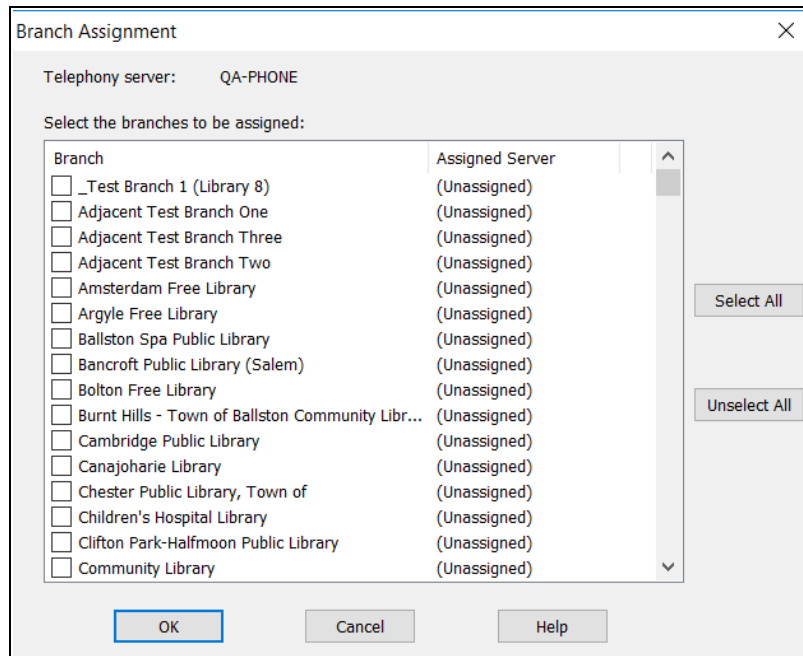 Branch Assignment
Telephony server: QA-PHONE
Select the branches to be assigned:
Branch Assigned Server
_Test Branch 1 (Library 8) (Unassigned)
Adjacent Test Branch One (Unassigned)
Adjacent Test Branch Three (Unassigned)
Adjacent Test Branch Two (Unassigned)
Amsterdam Free Library (Unassigned)
Argyle Free Library (Unassigned)
Ballston Spa Public Library (Unassigned)
Bancroft Public Library (Salem) (Unassigned)
Bolton Free Library (Unassigned)
Burnt Hills - Town of Ballston Community Libr... (Unassigned)
Cambridge Public Library (Unassigned)
Canajoharie Library (Unassigned)
Chester Public Library, Town of (Unassigned)
Children's Hospital Library (Unassigned)
Clifton Park-Halfmoon Public Library (Unassigned)
Community Library (Unassigned)
Select All
Unselect All
OK Cancel Help